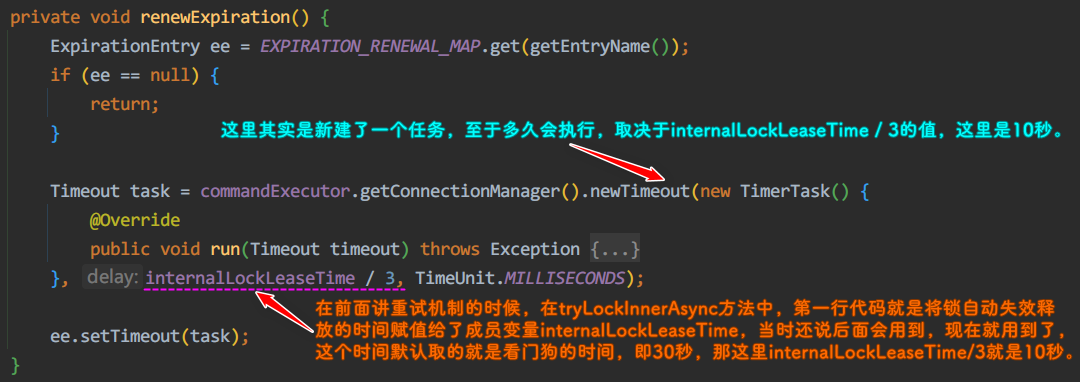 private void renewExpiration() {
ExpirationEntry ee = EXPIRATION_RENEWAL_MAP.get(getEntryName());
if (ee == null) {
return;
}
这里其实是新建了一个任务，至于多久会执行，取决于internalLockLeaseTime / 3的值，这里是10秒。
Timeout task = commandExecutor.getConnectionManager().newTimeout(new TimerTask() {
@Override
public void run(Timeout timeout) throws Exception {...}
}, delay: internalLockLeaseTime / 3, TimeUnit.MILLISECONDS);
在前面讲重试机制的时候，在tryLockInnerAsync方法中，第一行代码就是将锁自动失效释
放的时间赋值给了成员变量internalLockLeaseTime，当时还说后面会用到，现在就用到了，
这个时间默认取的就是看门狗的时间，即30秒，那这里internalLockLeaseTime/3就是10秒。
ee.setTimeout(task);
}